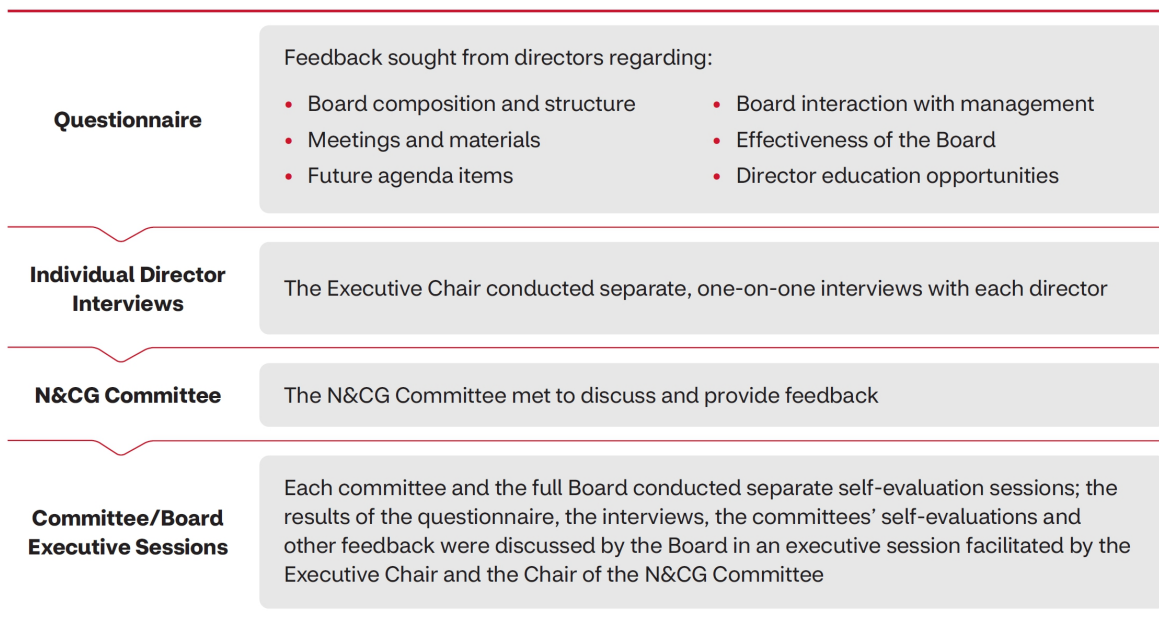 Questionnaire
Feedback sought from directors regarding:
• Board composition and structure
• Meetings and materials
• Future agenda items
• Board interaction with management
• Effectiveness of the Board
• Director education opportunities
Individual Director
Interviews
The Executive Chair conducted separate, one-on-one interviews with each director
N&CG Committee
The N&CG Committee met to discuss and provide feedback
Committee/Board
Executive Sessions
Each committee and the full Board conducted separate self-evaluation sessions; the
results of the questionnaire, the interviews, the committees’ self-evaluations and
other feedback were discussed by the Board in an executive session facilitated by the
Executive Chair and the Chair of the N&CG Committee